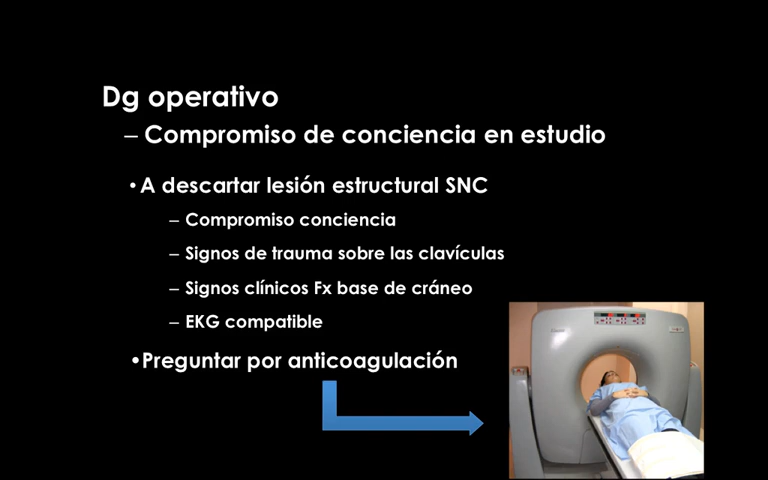 Dg operativo
– Compromiso de conciencia en estudio
• A descartar lesión estructural SNC
– Compromiso conciencia
– Signos de trauma sobre las clavículas
– Signos clínicos Fx base de cráneo
– EKG compatible
•Preguntar por anticoagulación